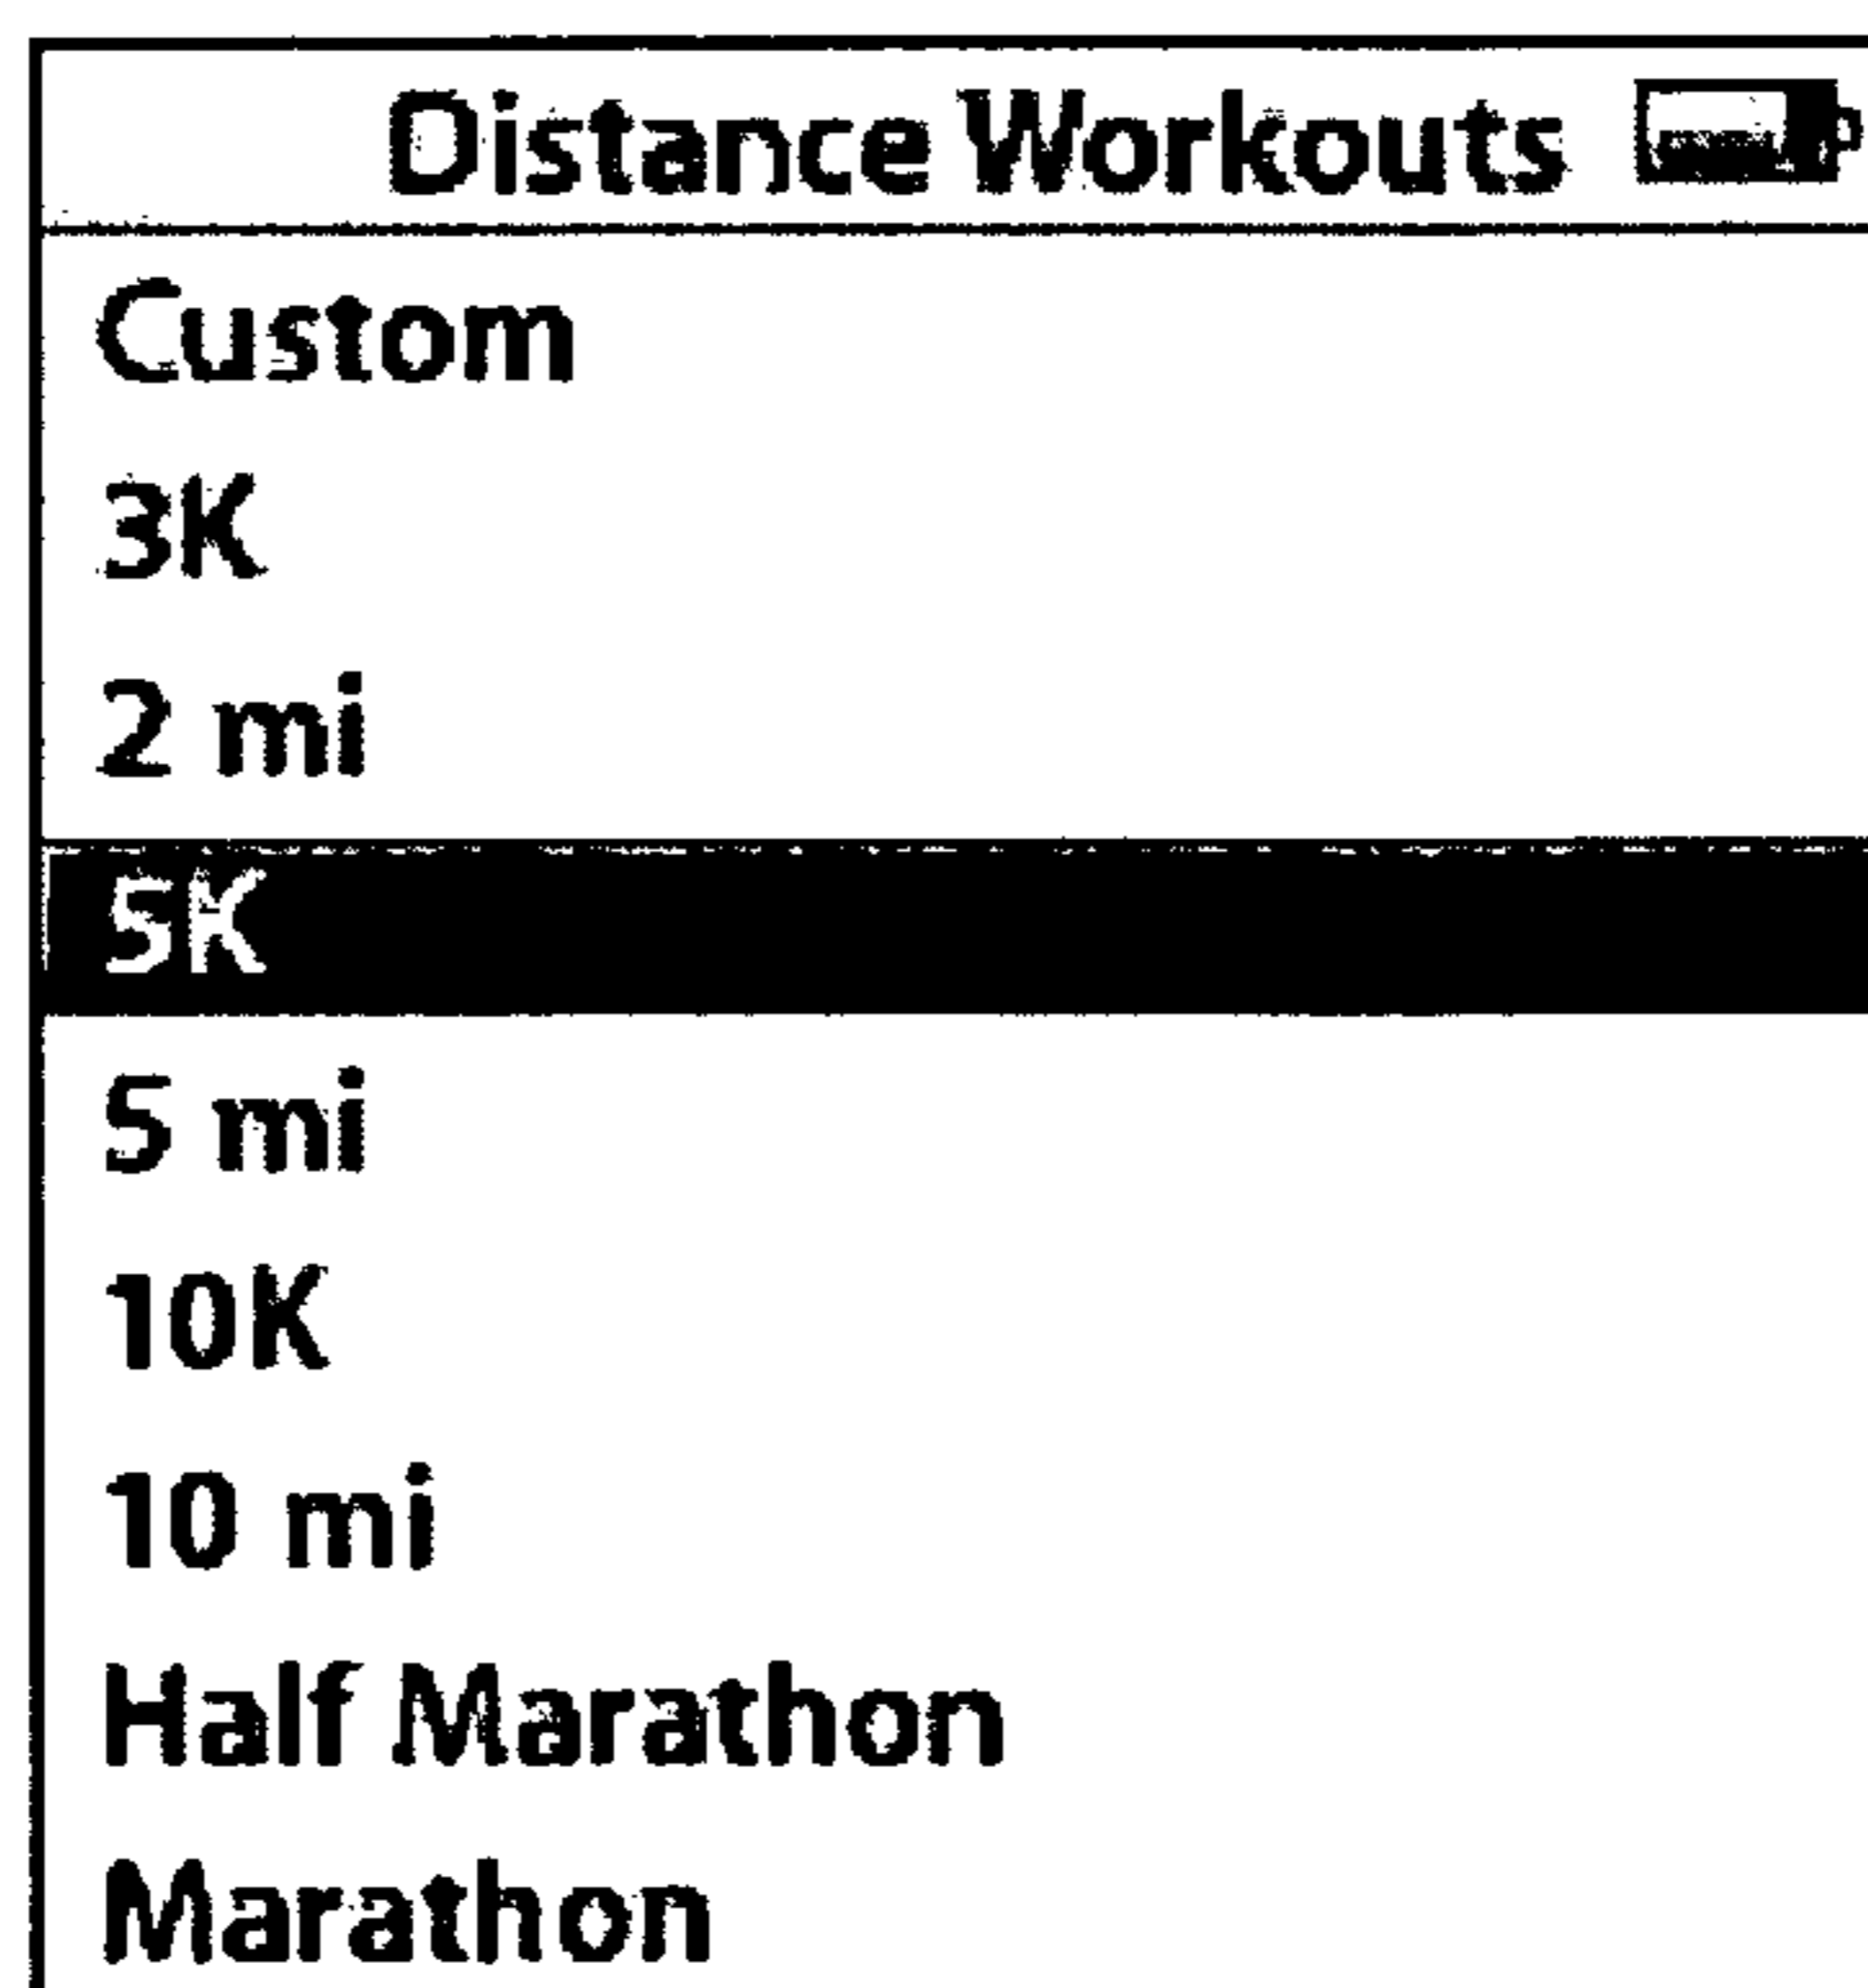 Distance Workouts
Custom
3K
2 mi
5K
5 mi
10K
10 mi
Half Marathon
Marathon